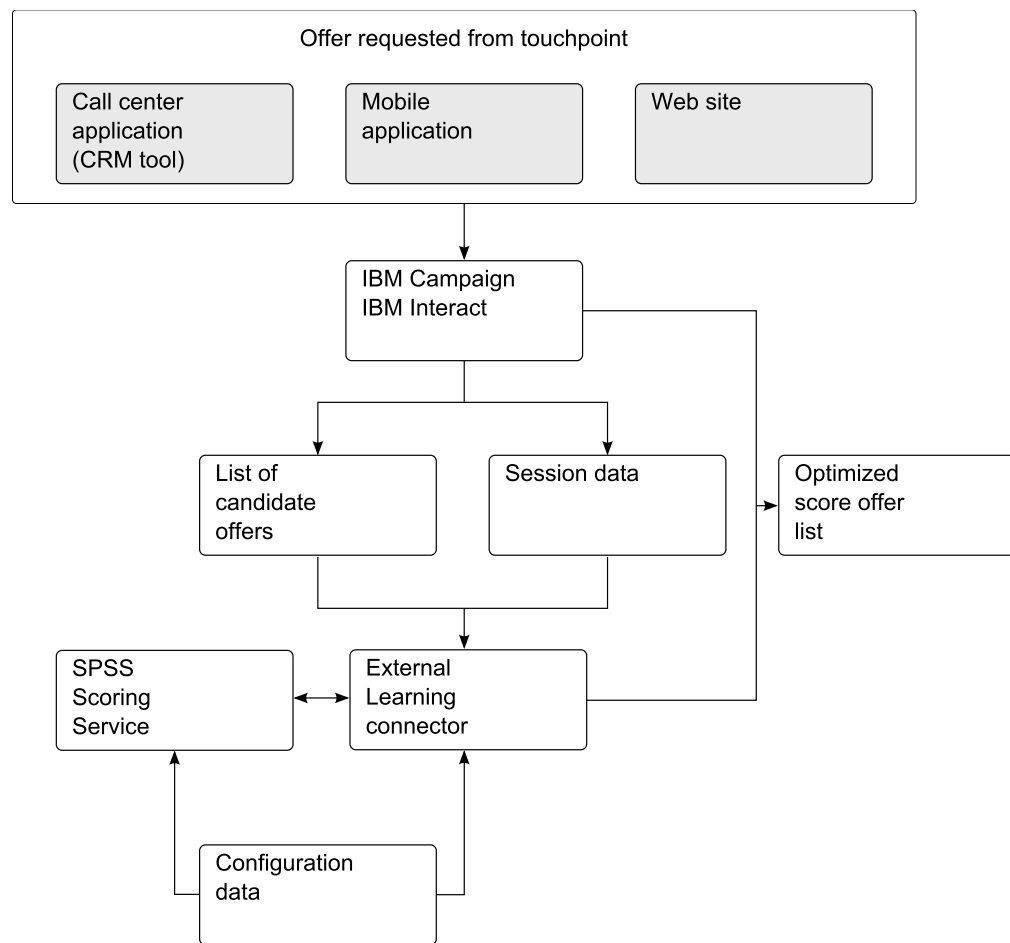 Offer requested from touchpoint
Call center
application
(CRM tool)
Mobile
application
Web site
IBM Campaign
IBM Interact
List of
candidate
offers
Session data
Optimized
score offer
list
SPSS
Scoring
Service
External
Learning
connector
Configuration
data